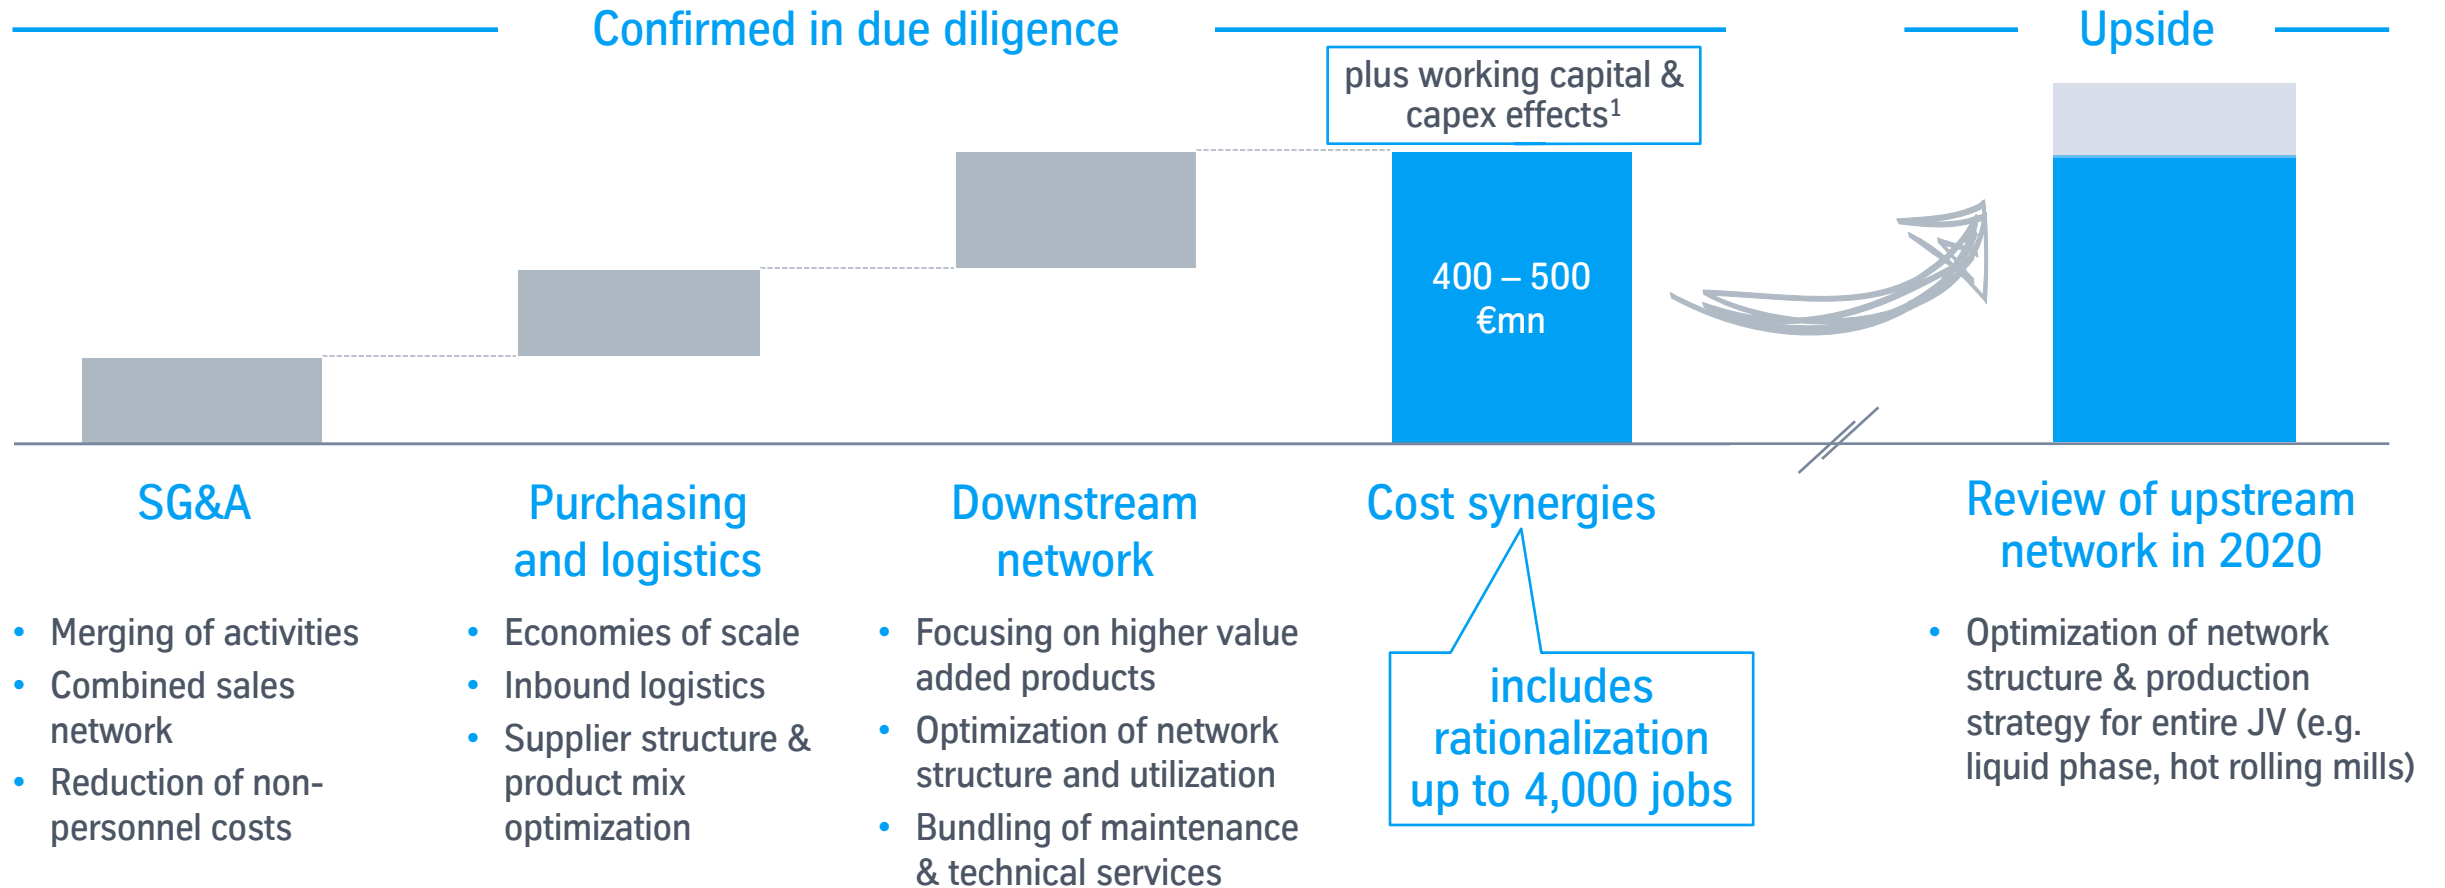 Confirmed in due diligence
Upside
plus working capital &
capex effects¹
400 – 500
€mn
SG&A
• Merging of activities
• Combined sales
network
• Reduction of non-
personnel costs
Purchasing
and logistics
• Economies of scale
• Inbound logistics
• Supplier structure &
product mix
optimization
Downstream
network
• Focusing on higher value
added products
• Optimization of network
structure and utilization
• Bundling of maintenance
& technical services
Cost synergies
includes
rationalization
up to 4,000 jobs
Review of upstream
network in 2020
• Optimization of network
structure & production
strategy for entire JV (e.g.
liquid phase, hot rolling mills)